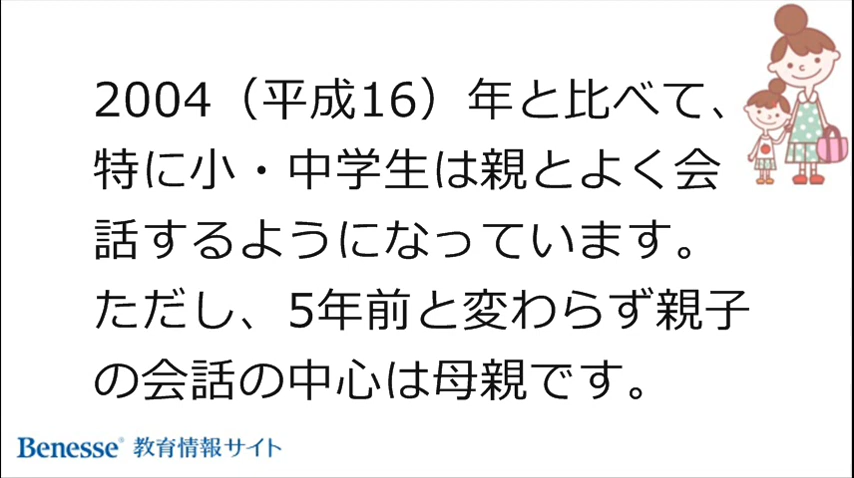 2004（平成16）年と比べて、
特に小・中学生は親とよく会
話するようになっています。
ただし、5年前と変わらず親子
の会話の中心は母親です。
Benesse® 教育情報サイト